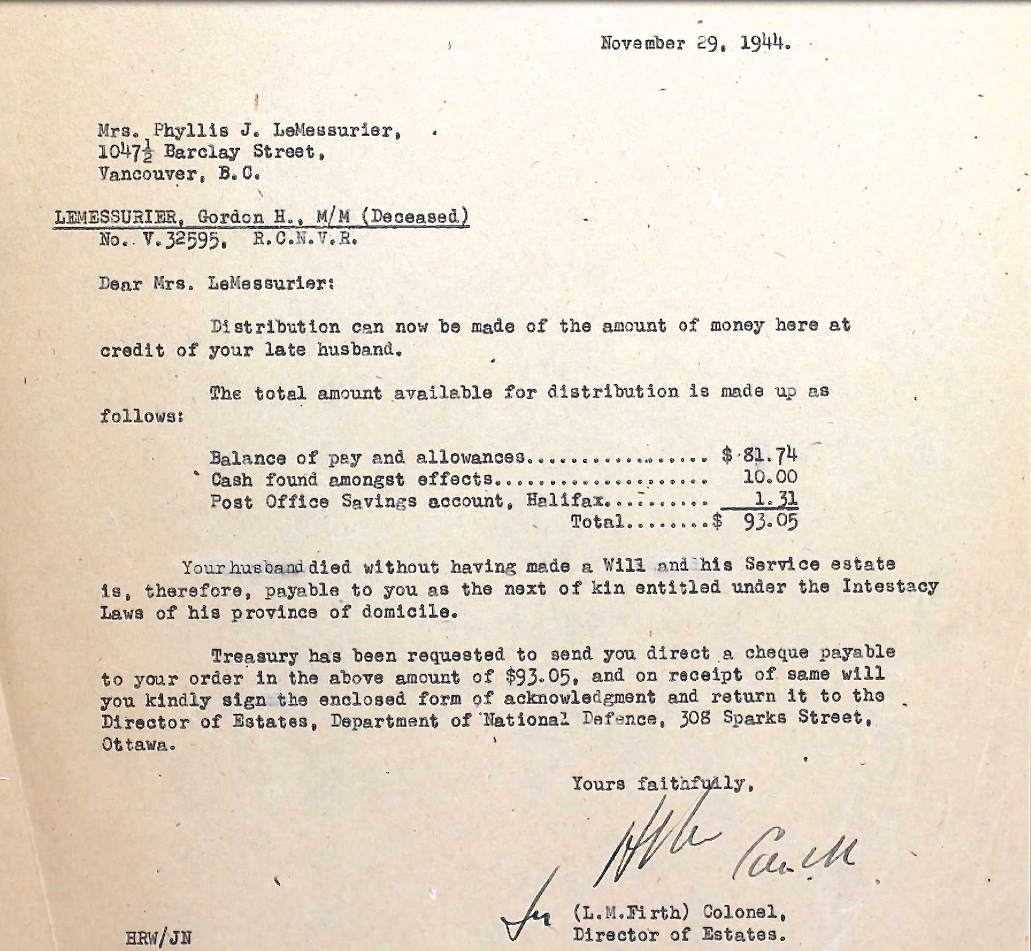 November 29, 1944.
Mrs. Phyllis J. LeMessurier,
1047½ Barclay Street,
Vancouver, B.C.
LEMESSURIER, Gordon H., M/M (Deceased)
No. V.32595, R.C.N.V.R.
Dear Mrs. LeMessurier:
Distribution can now be made of the amount of money here at
credit of your late husband.
The total amount available for distribution is made up as
follows:
Balance of pay and allowances................. $ 81.74
Cash found amongst effects.................... 10.00
Post Office Savings account, Halifax.......... 1.31
Total........$ 93.05
Your husband died without having made a Will and his Service estate
is, therefore, payable to you as the next of kin entitled under the Intestacy
Laws of his province of domicile.
Treasury has been requested to send you direct a cheque payable
to your order in the above amount of $93.05, and on receipt of same will
you kindly sign the enclosed form of acknowledgment and return it to the
Director of Estates, Department of National Defence, 308 Sparks Street,
Ottawa.
Yours faithfully,
for (L.M.Firth) Colonel,
Director of Estates.
HRW/JN